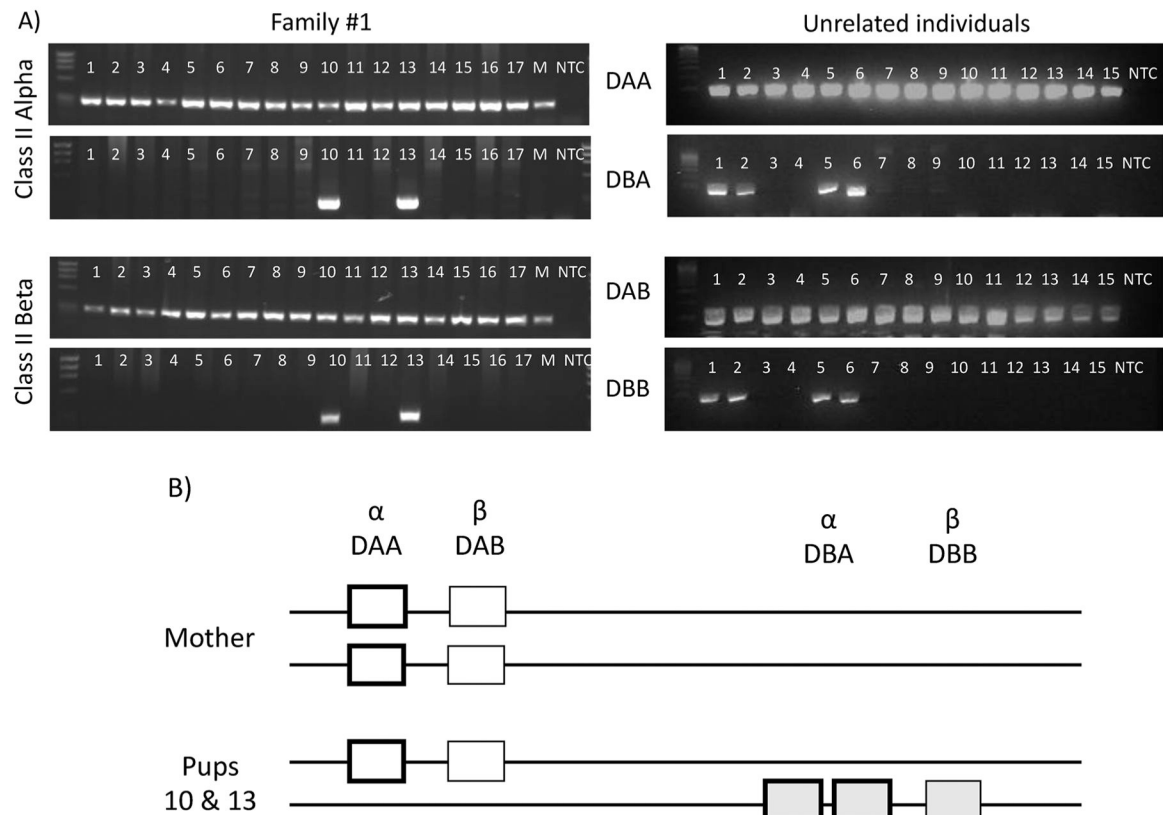 A)
Family #1
Unrelated individuals
Class II Alpha
1 2 3 4 5 6 7 8 9 10 11 12 13 14 15 16 17 M NTC
DAA
1 2 3 4 5 6 7 8 9 10 11 12 13 14 15 NTC
1 2 3 4 5 6 7 8 9 10 11 12 13 14 15 16 17 M NTC
DBA
1 2 3 4 5 6 7 8 9 10 11 12 13 14 15 NTC
Class II Beta
1 2 3 4 5 6 7 8 9 10 11 12 13 14 15 16 17 M NTC
DAB
1 2 3 4 5 6 7 8 9 10 11 12 13 14 15 NTC
1 2 3 4 5 6 7 8 9 10 11 12 13 14 15 16 17 M NTC
DBB
1 2 3 4 5 6 7 8 9 10 11 12 13 14 15 NTC
B)
α β α β
DAA DAB DBA DBB
Mother
Pups
10 & 13